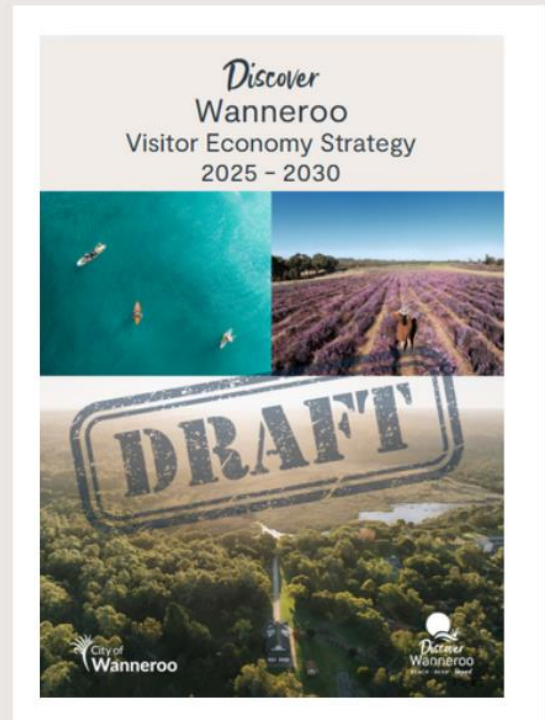 Discover
Wanneroo
Visitor Economy Strategy
2025 – 2030
DRAFT
City of
Wanneroo
Discover
Wanneroo